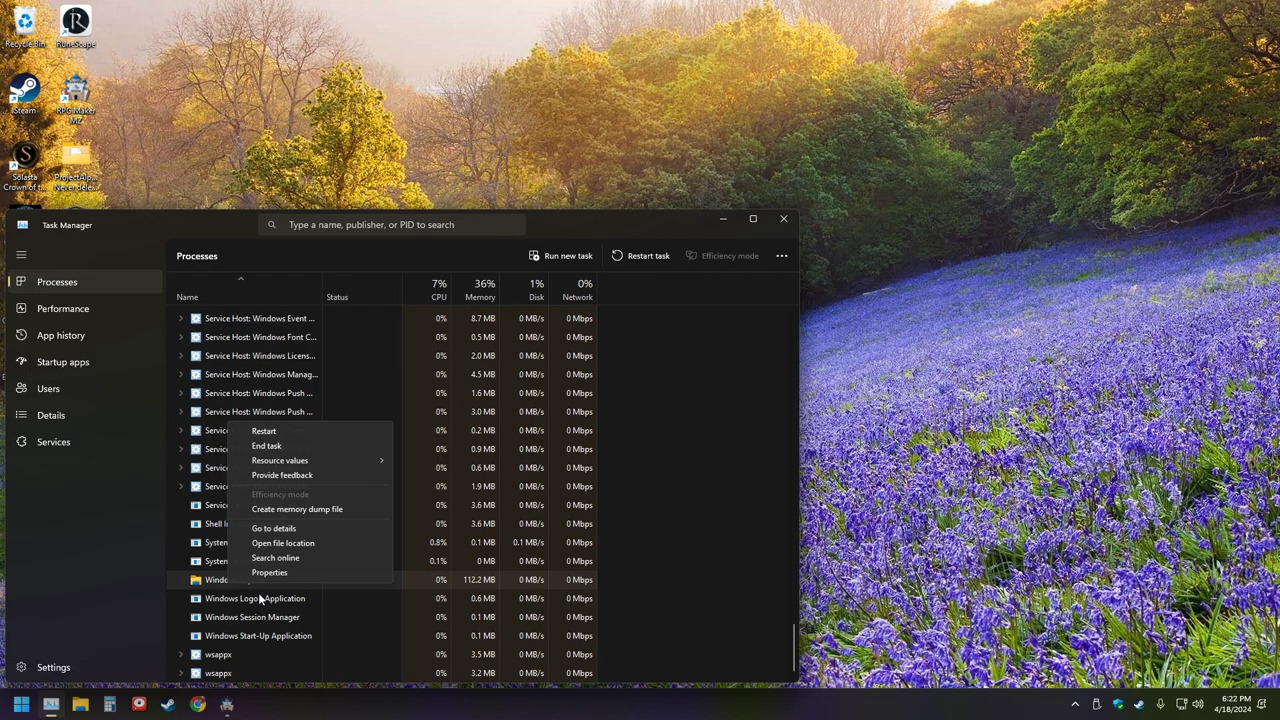 Recycle Bin
RuneScape
Steam
RPG Maker
MZ
Solasta
Crown of t...
ProjectAlp...
Never dele...
Task Manager
Type a name, publisher, or PID to search
Processes
Run new task
Restart task
Efficiency mode
Processes
Performance
App history
Startup apps
Users
Details
Services
Settings
7% 36% 1% 0%
Name Status CPU Memory Disk Network
Service Host: Windows Event ... 0% 8.7 MB 0 MB/s 0 Mbps
Service Host: Windows Font C... 0% 0.5 MB 0 MB/s 0 Mbps
Service Host: Windows Licens... 0% 2.0 MB 0 MB/s 0 Mbps
Service Host: Windows Manag... 0% 4.5 MB 0 MB/s 0 Mbps
Service Host: Windows Push ... 0% 1.6 MB 0 MB/s 0 Mbps
Service Host: Windows Push ... 0% 3.0 MB 0 MB/s 0 Mbps
Servic 0% 0.2 MB 0 MB/s 0 Mbps
Servic 0% 0.9 MB 0 MB/s 0 Mbps
Servic 0% 0.6 MB 0 MB/s 0 Mbps
Servic 0% 1.9 MB 0 MB/s 0 Mbps
Servic 0% 3.6 MB 0 MB/s 0 Mbps
Shell In 0% 3.6 MB 0 MB/s 0 Mbps
System 0.8% 0.1 MB 0.1 MB/s 0 Mbps
System 0.1% 0 MB 0 MB/s 0 Mbps
Windo 0% 112.2 MB 0 MB/s 0 Mbps
Windows Logon Application 0% 0.6 MB 0 MB/s 0 Mbps
Windows Session Manager 0% 0.1 MB 0 MB/s 0 Mbps
Windows Start-Up Application 0% 0.1 MB 0 MB/s 0 Mbps
wsappx 0% 3.5 MB 0 MB/s 0 Mbps
wsappx 0% 3.2 MB 0 MB/s 0 Mbps
Restart
End task
Resource values
Provide feedback
Efficiency mode
Create memory dump file
Go to details
Open file location
Search online
Properties
6:22 PM
4/18/2024